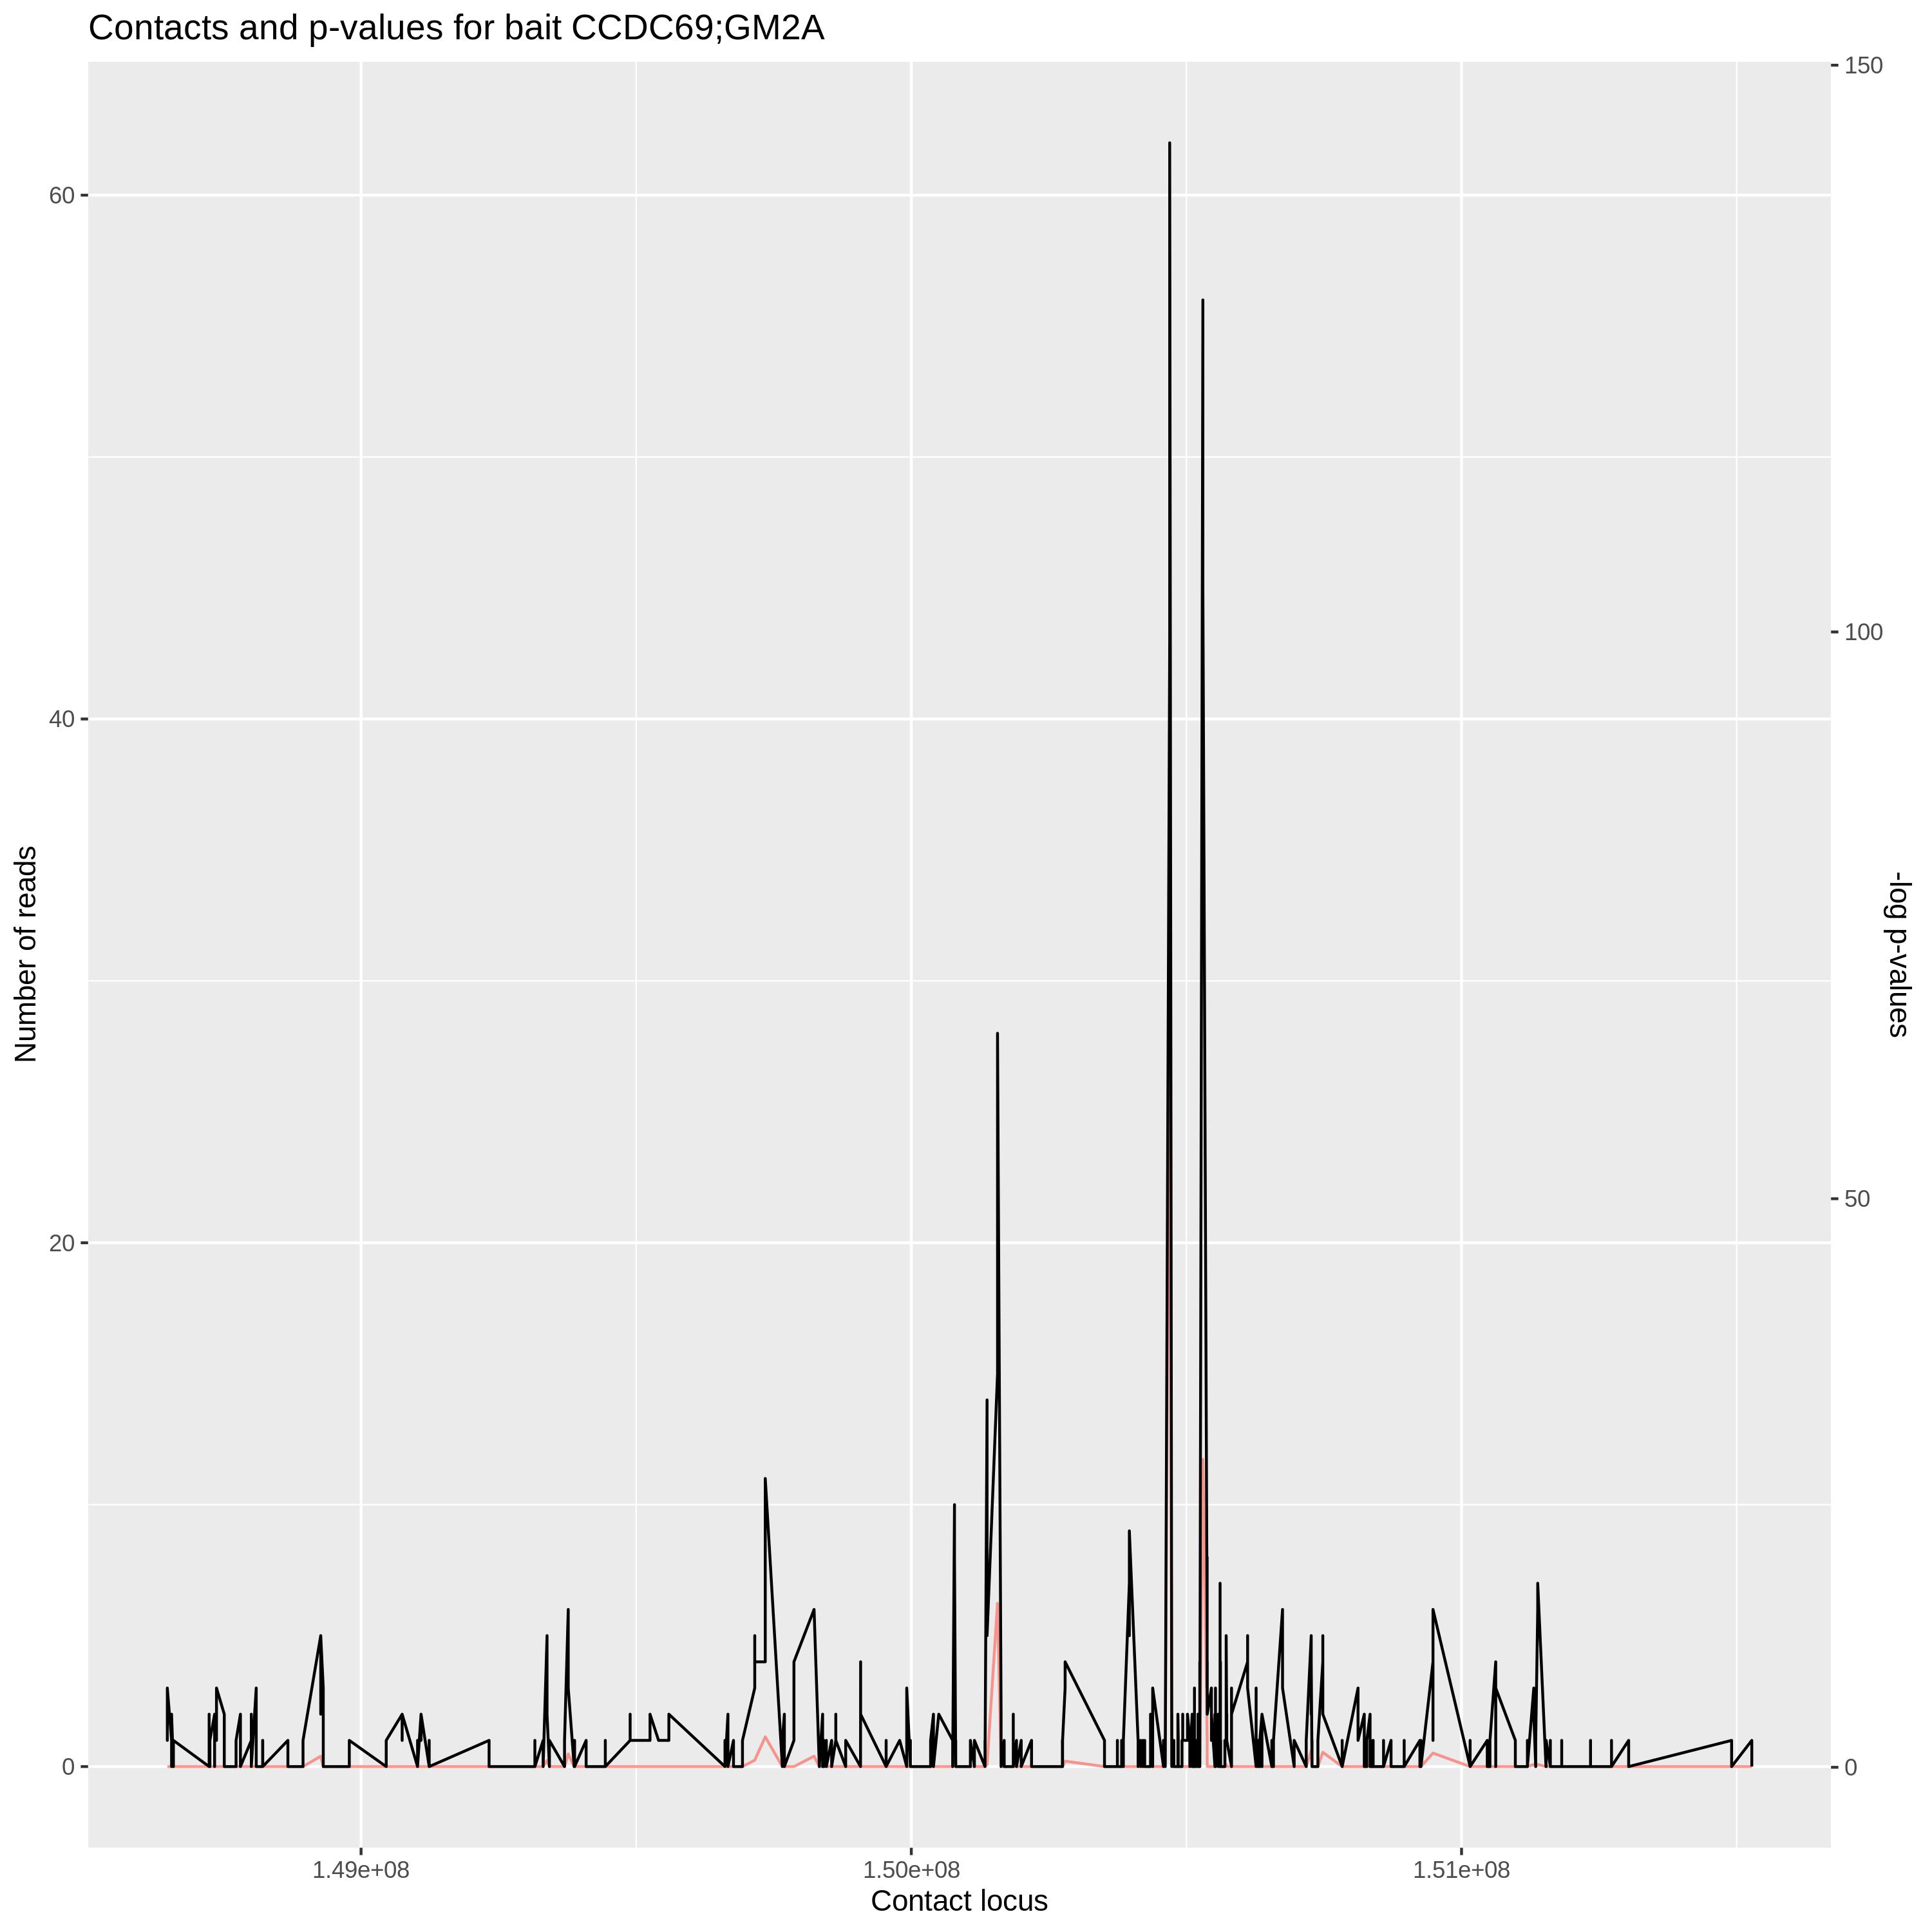 Contacts and p-values for bait CCDC69;GM2A
150
60
100
40
Number of reads
-log p-values
50
20
0
0
1.49e+08 1.50e+08 1.51e+08
Contact locus